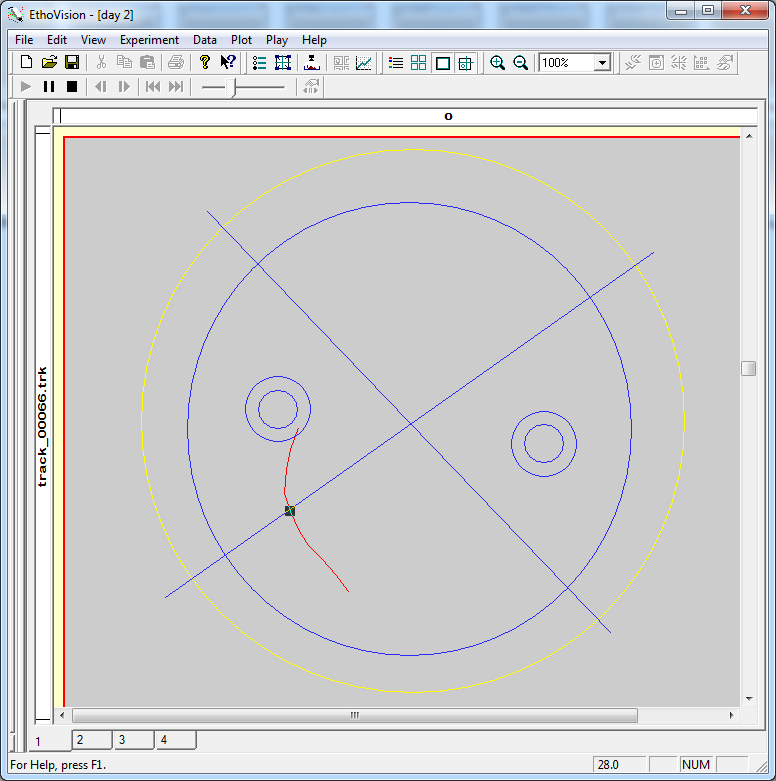 EthoVision - [day 2]
File Edit View Experiment Data Plot Play Help
100%
o
track_00066.trk
1 2 3 4
For Help, press F1.
28.0 NUM